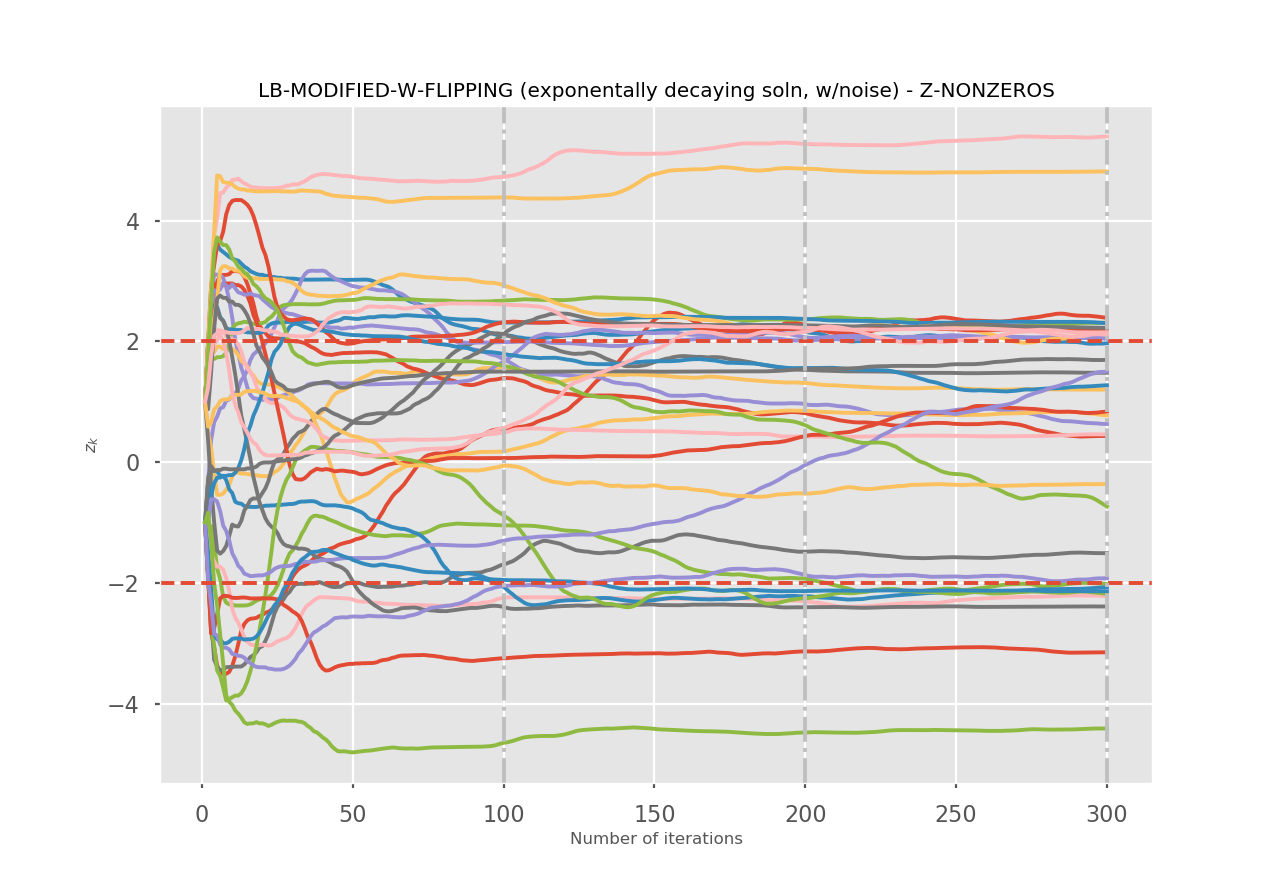 LB-MODIFIED-W-FLIPPING (exponentially decaying soln, w/noise) - Z-NONZEROS
4
2
0
−2
−4
z_k
0 50 100 150 200 250 300
Number of iterations